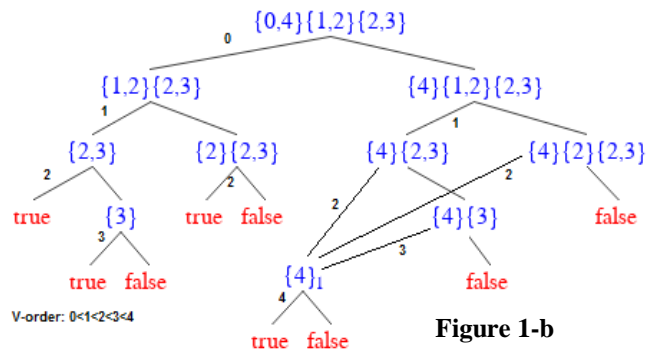 {0,4}{1,2}{2,3}
0
{1,2}{2,3} {4}{1,2}{2,3}
1 1
{2,3} {2}{2,3} {4}{2,3} {4}{2}{2,3}
2 2 2 2
true {3} true false {4}{3} false
3 3
true false {4}1 false
4
V-order: 0<1<2<3<4
true false
Figure 1-b